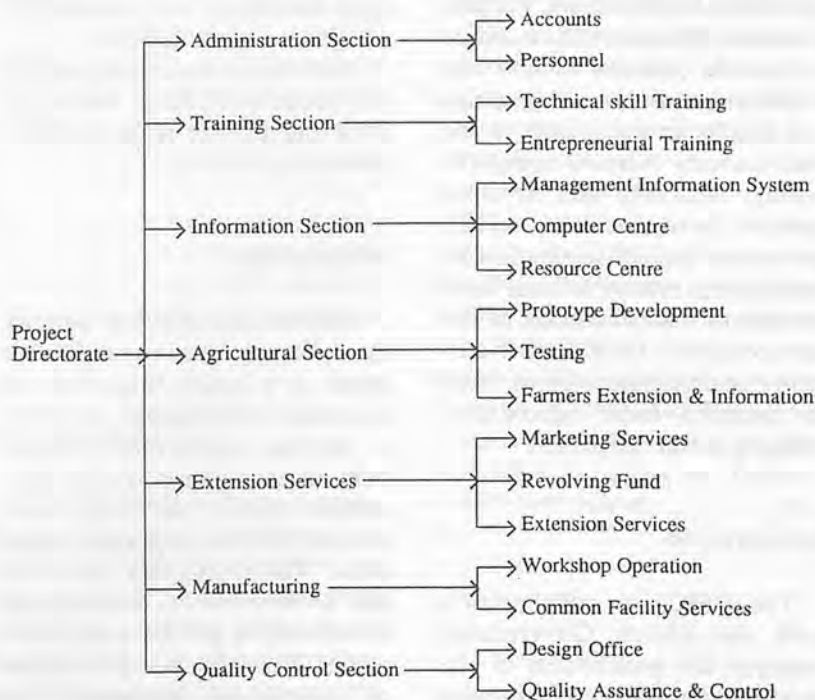 Project
Directorate
Administration Section
Accounts
Personnel
Training Section
Technical skill Training
Entrepreneurial Training
Information Section
Management Information System
Computer Centre
Resource Centre
Agricultural Section
Prototype Development
Testing
Farmers Extension & Information
Extension Services
Marketing Services
Revolving Fund
Extension Services
Manufacturing
Workshop Operation
Common Facility Services
Quality Control Section
Design Office
Quality Assurance & Control